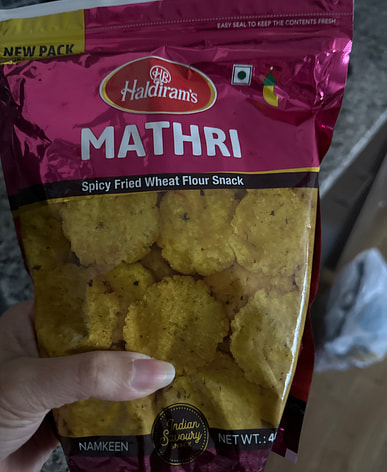 EASY SEAL TO KEEP THE CONTENTS FRESH
NEW PACK
HR
Haldiram's
MATHRI
Spicy Fried Wheat Flour Snack
Indian
Savoury
NAMKEEN
NET WT.: 4